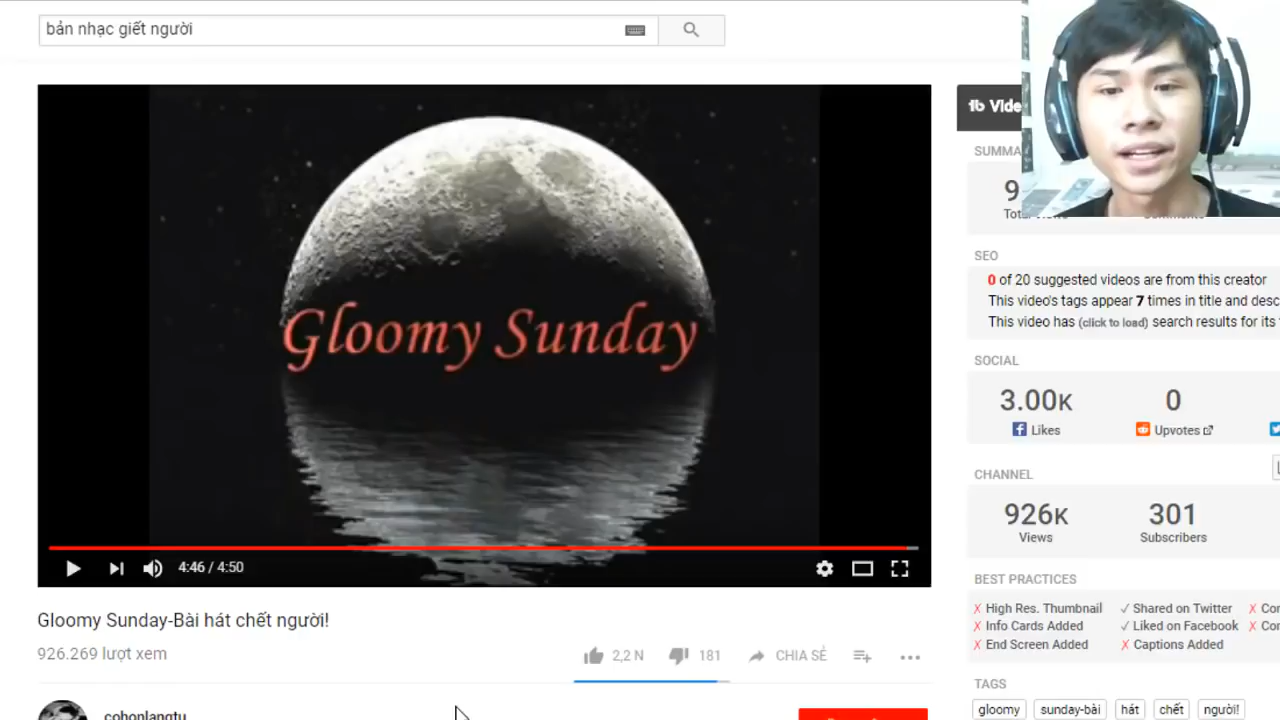 bản nhạc giết người
Gloomy Sunday
4:46 / 4:50
Gloomy Sunday-Bài hát chết người!
926.269 lượt xem
2,2 N
181
CHIA SẺ
cohonlangtu
SEO
0 of 20 suggested videos are from this creator
This video's tags appear 7 times in title and
This video has (click to load) search results for its
SOCIAL
3.00K
Likes
0
Upvotes
CHANNEL
926K
Views
301
Subscribers
BEST PRACTICES
✗ High Res. Thumbnail ✓ Shared on Twitter ✗
✗ Info Cards Added ✓ Liked on Facebook ✗
✗ End Screen Added ✗ Captions Added
TAGS
gloomy sunday-bài hát chết người!